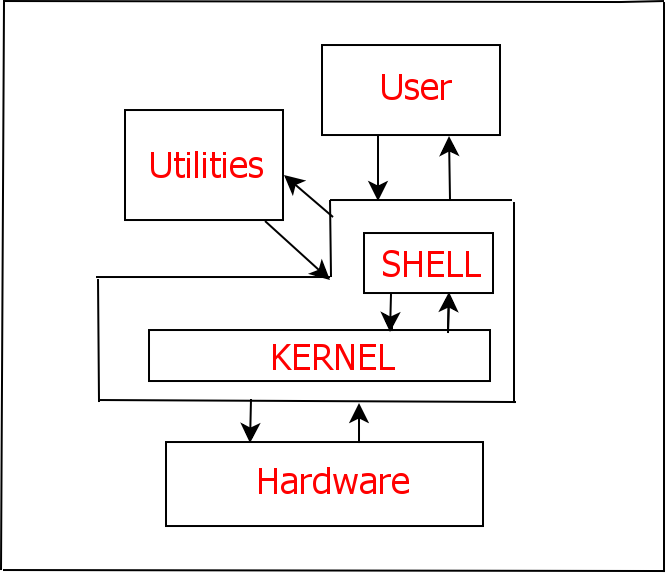 User
Utilities
SHELL
KERNEL
Hardware